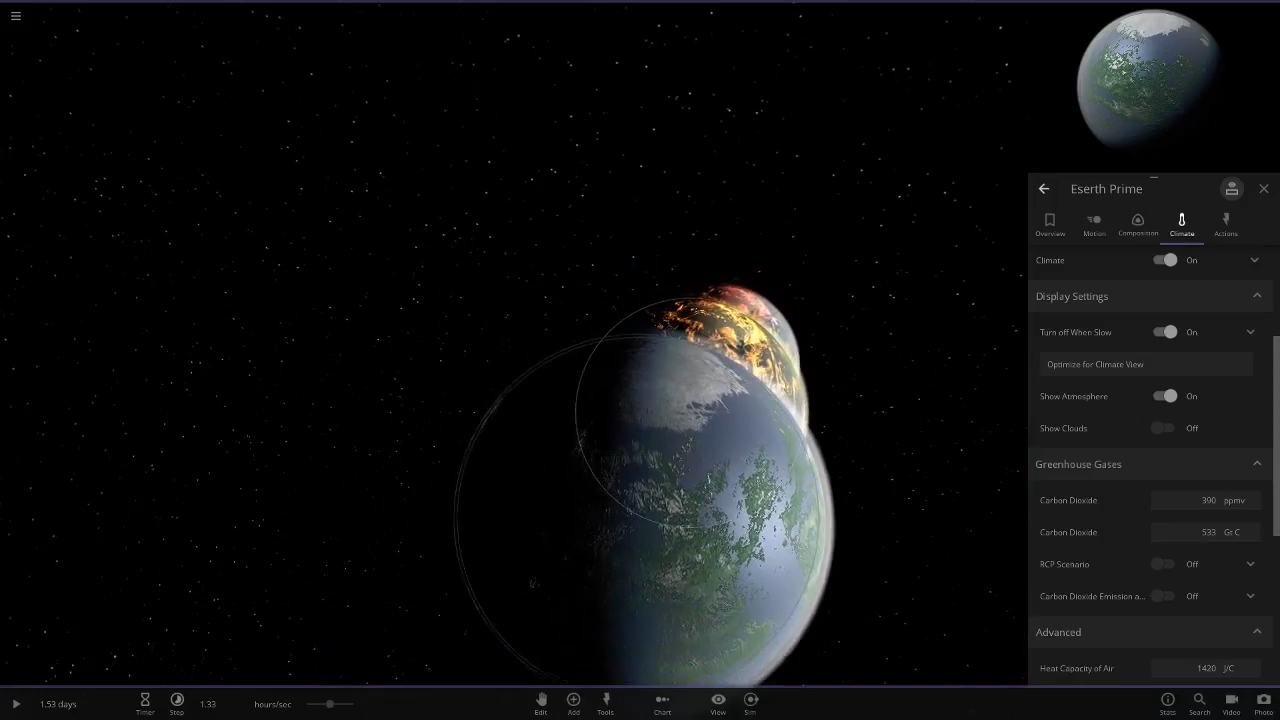 Eserth Prime
Overview Motion Composition Climate Actions
Climate On
Display Settings
Turn off When Slow On
Optimize for Climate View
Show Atmosphere On
Show Clouds Off
Greenhouse Gases
Carbon Dioxide 390 ppmv
Carbon Dioxide 533 Gt C
RCP Scenario Off
Carbon Dioxide Emission a... Off
Advanced
Heat Capacity of Air 1420 J/C
1.53 days Timer Step 1.33 hours/sec Edit Add Tools Chart View Sim Stats Search Video Photo